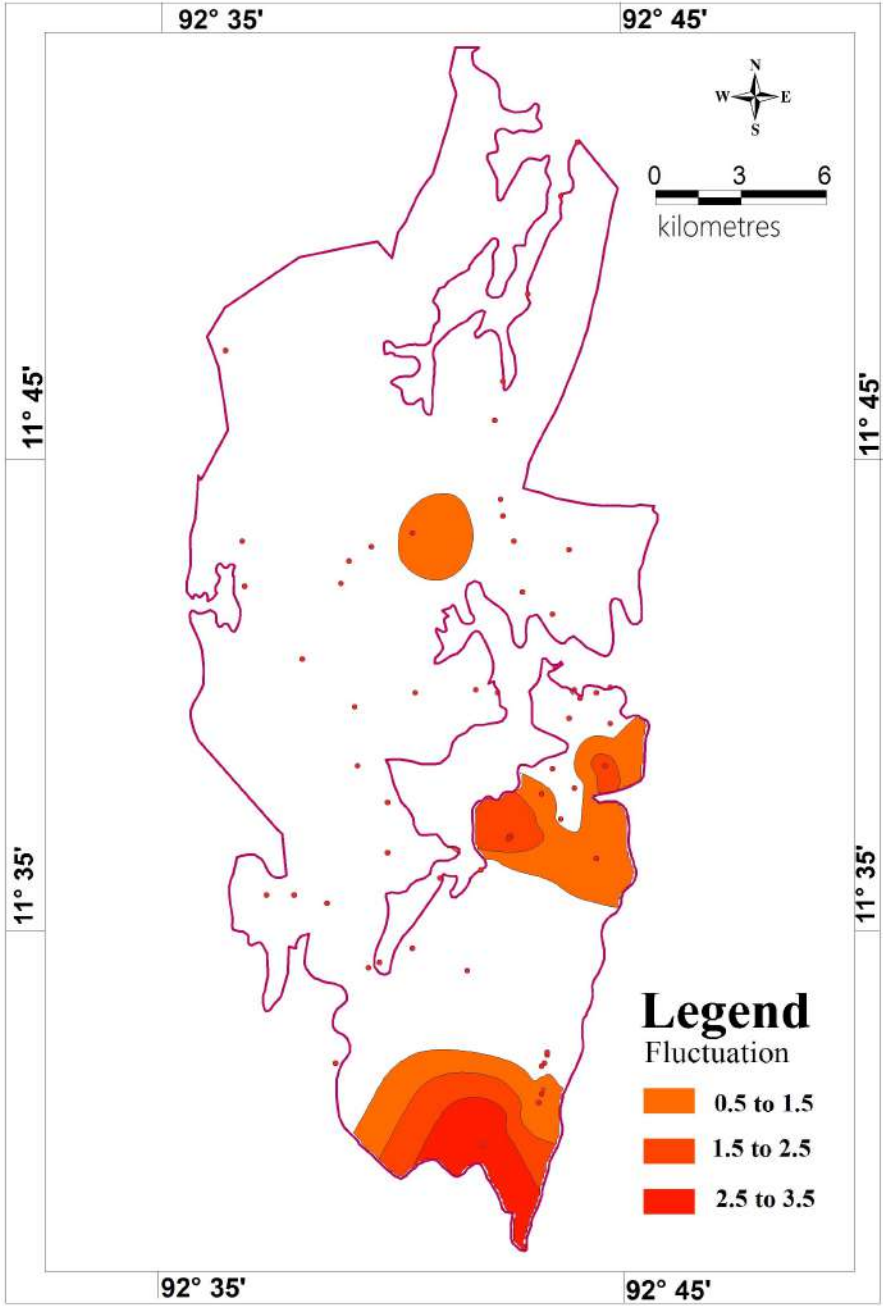 92° 35' 92° 45'
N
W E
S
0 3 6
kilometres
11° 45' 11° 45'
11° 35' 11° 35'
Legend
Fluctuation
0.5 to 1.5
1.5 to 2.5
2.5 to 3.5
92° 35' 92° 45'